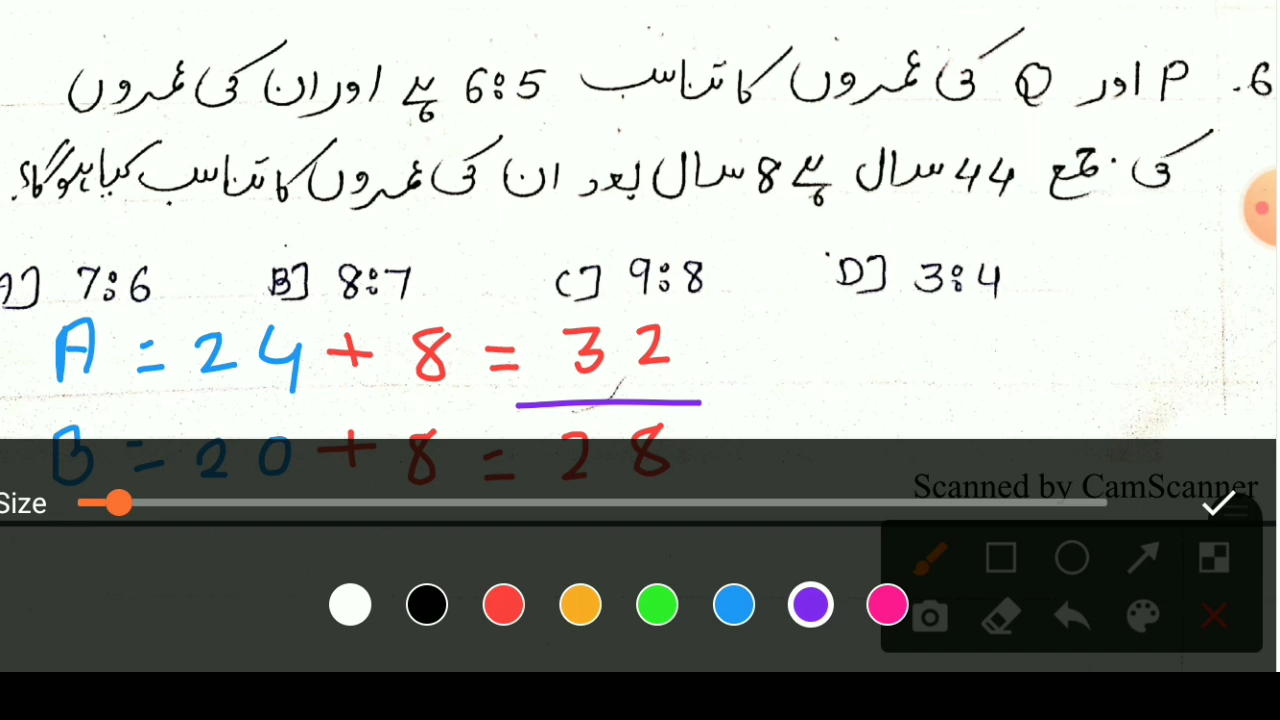 6. P اور Q کی عمروں کا تناسب 6:5 ہے اور ان کی عمروں
کی جمع 44 سال ہے 8 سال بعد ان کی عمروں کا تناسب کیا ہوگا؟
A] 7:6 B] 8:7 C] 9:8 D] 3:4
A = 24 + 8 = 32
B = 20 + 8 = 28
Scanned by CamScanner
Size